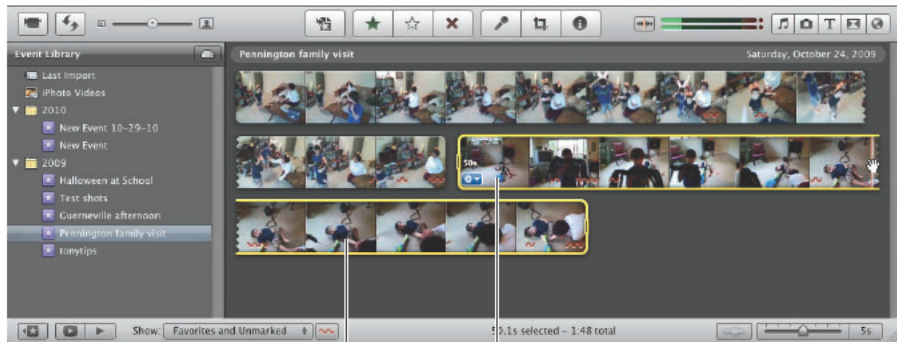 Event Library
Pennington family visit
Saturday, October 24, 2009
Last Import
iPhoto Videos
2010
New Event 10-29-10
New Event
2009
Halloween at School
Test shots
Guerneville afternoon
Pennington family visit
tonytips
50s
Show: Favorites and Unmarked
50.1s selected - 1:48 total
5s